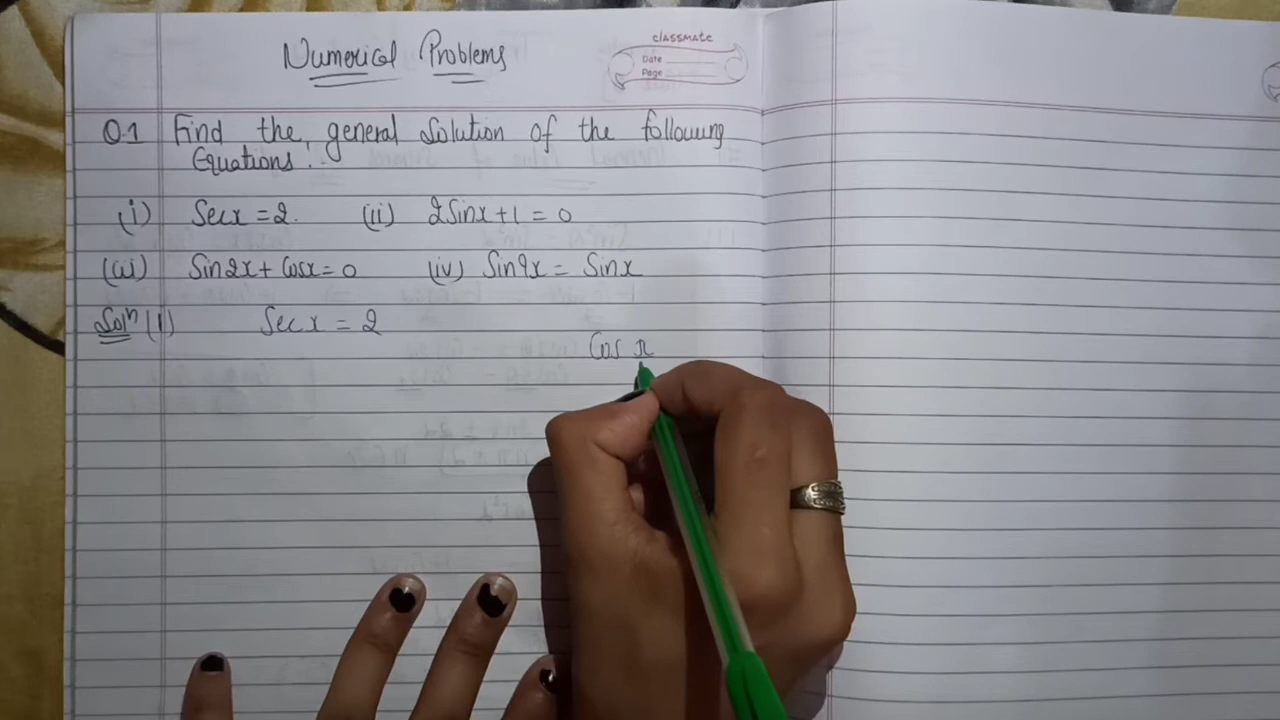 Numerical Problems
classmate
Date
Page
Q.1 Find the general Solution of the following
Equations.
(i) Secx = 2. (ii) 2Sinx+1 = 0
(iii) Sin2x + Cosx = 0 (iv) Sin9x = Sinx
Solⁿ (i) Sec x = 2
Cos x